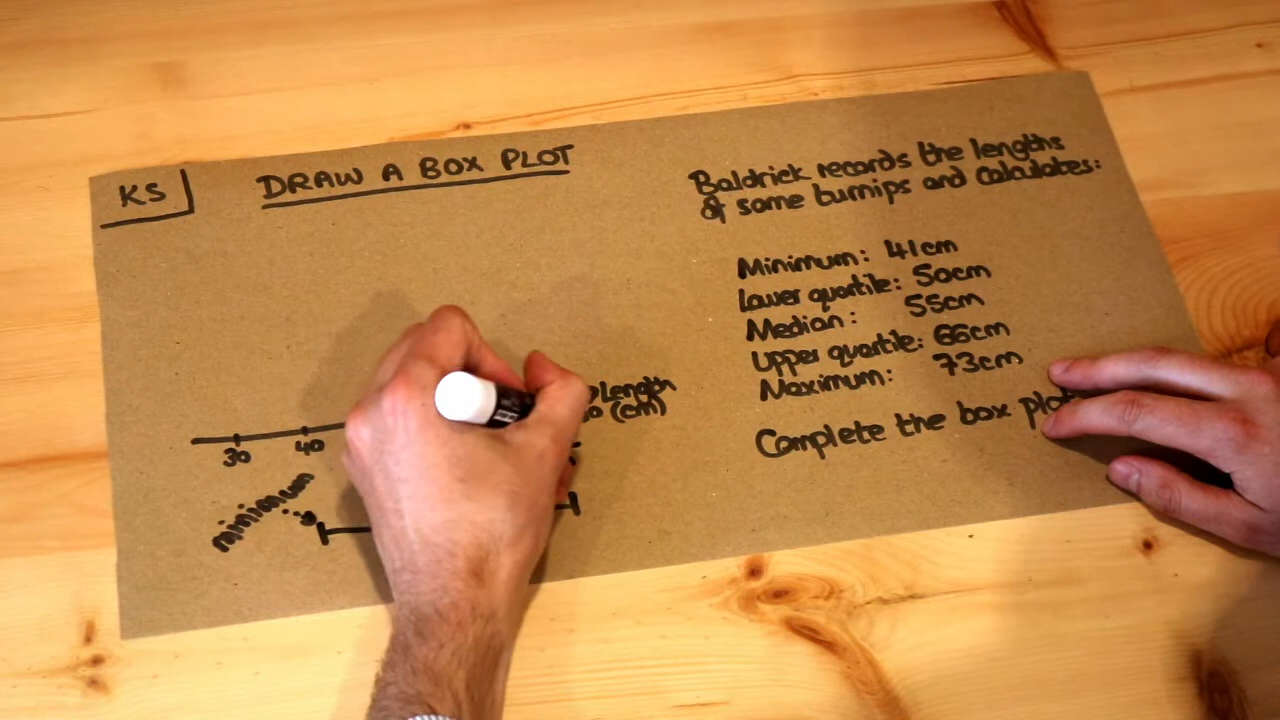 KS
DRAW A BOX PLOT
Baldrick records the lengths
of some turnips and calculates:
Minimum: 41cm
Lower quartile: 50cm
Median: 55cm
Upper quartile: 66cm
Maximum: 73cm
Complete the box plot
Length
(cm)
30 40
minimum